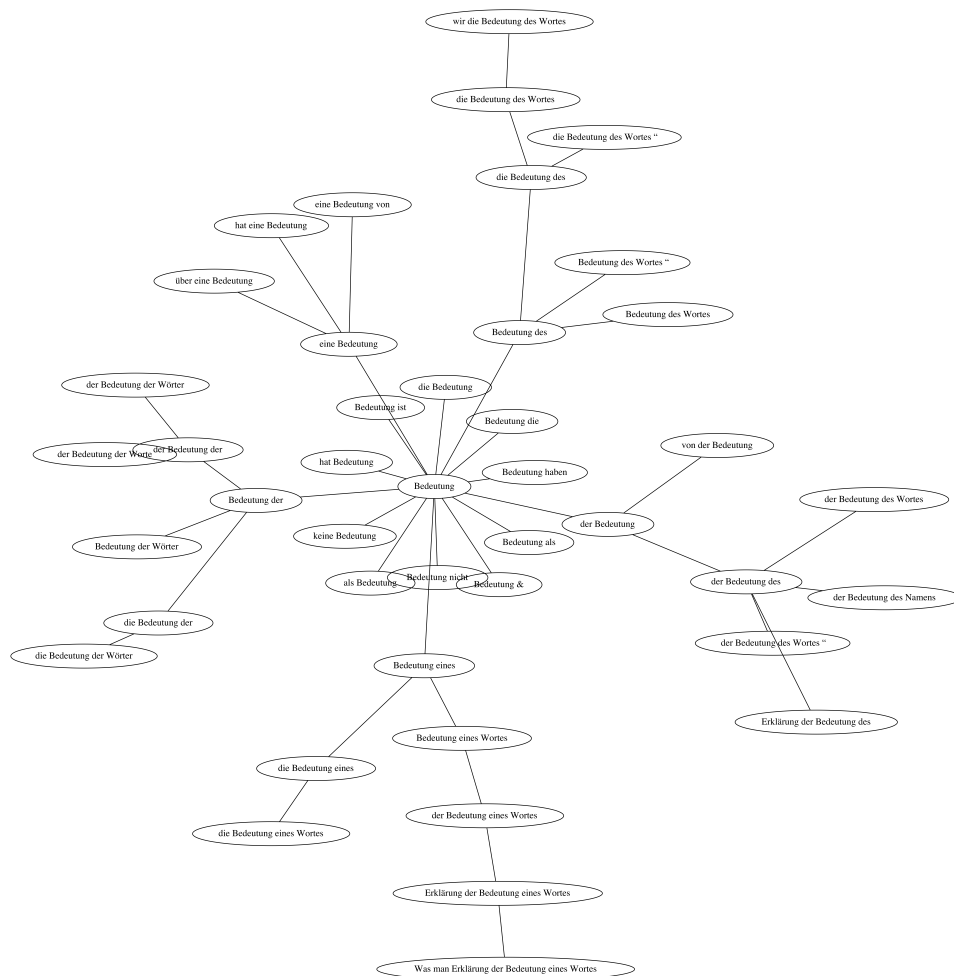 wir die Bedeutung des Wortes
die Bedeutung des Wortes
die Bedeutung des Wortes “
die Bedeutung des
eine Bedeutung von
hat eine Bedeutung
Bedeutung des Wortes “
über eine Bedeutung
Bedeutung des Wortes
Bedeutung des
eine Bedeutung
der Bedeutung der Wörter
die Bedeutung
Bedeutung ist
Bedeutung die
von der Bedeutung
der Bedeutung der
der Bedeutung der Worte
hat Bedeutung
Bedeutung haben
Bedeutung
Bedeutung der
der Bedeutung des Wortes
der Bedeutung
keine Bedeutung
Bedeutung als
Bedeutung der Wörter
Bedeutung nicht
als Bedeutung
Bedeutung &
der Bedeutung des
der Bedeutung des Namens
die Bedeutung der
der Bedeutung des Wortes “
die Bedeutung der Wörter
Bedeutung eines
Erklärung der Bedeutung des
Bedeutung eines Wortes
die Bedeutung eines
der Bedeutung eines Wortes
die Bedeutung eines Wortes
Erklärung der Bedeutung eines Wortes
Was man Erklärung der Bedeutung eines Wortes